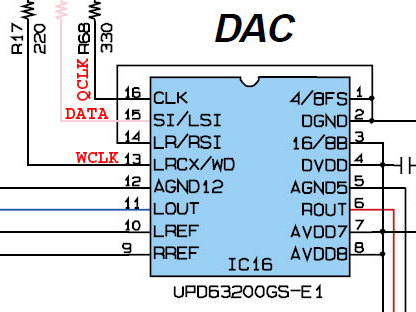 DAC
R17
220
R68
330
QCLK
DATA
WCLK
16 CLK 4/8FS 1
15 SI/LSI DGND 2
14 LR/RSI 16/BB 3
13 LRCX/WD DVDD 4
12 AGND12 AGND5 5
11 LOUT ROUT 6
10 LREF AVDD7 7
9 RREF AVDD8 8
IC16
UPD63200GS-E1